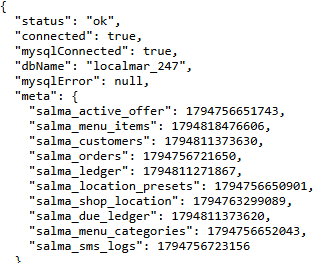 {
"status": "ok",
"connected": true,
"mysqlConnected": true,
"dbName": "localmar_247",
"mysqlError": null,
"meta": {
"salma_active_offer": 1794756651743,
"salma_menu_items": 1794818476606,
"salma_customers": 1794811373630,
"salma_orders": 1794756721650,
"salma_ledger": 1794811271867,
"salma_location_presets": 1794756650901,
"salma_shop_location": 1794763299089,
"salma_due_ledger": 1794811373620,
"salma_menu_categories": 1794756652043,
"salma_sms_logs": 1794756723156
}